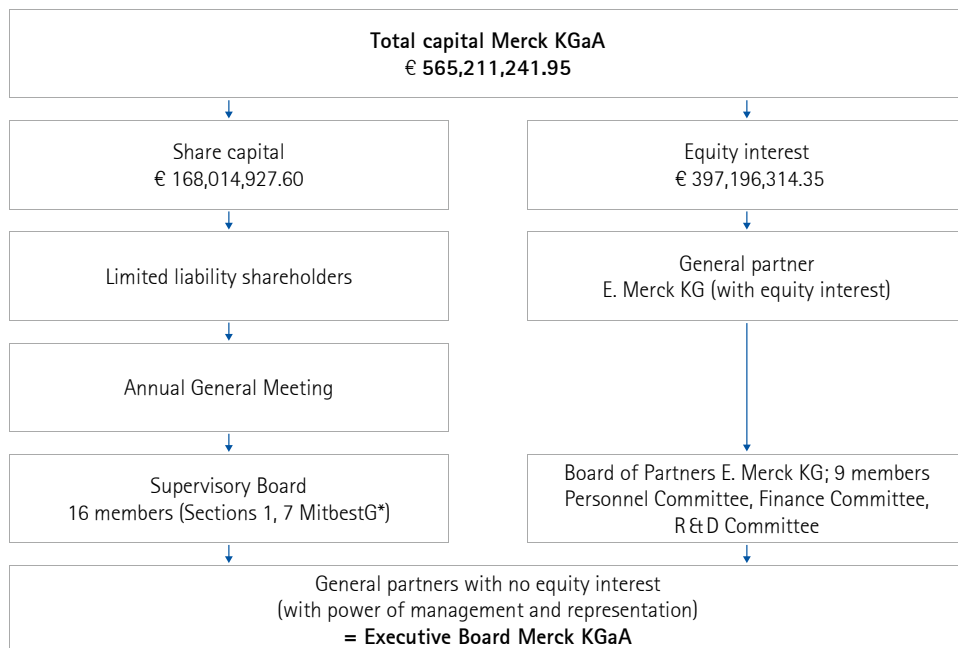 Total capital Merck KGaA
€ 565,211,241.95
Share capital
€ 168,014,927.60
Equity interest
€ 397,196,314.35
Limited liability shareholders
General partner
E. Merck KG (with equity interest)
Annual General Meeting
Supervisory Board
16 members (Sections 1, 7 MitbestG*)
Board of Partners E. Merck KG; 9 members
Personnel Committee, Finance Committee,
R & D Committee
General partners with no equity interest
(with power of management and representation)
= Executive Board Merck KGaA